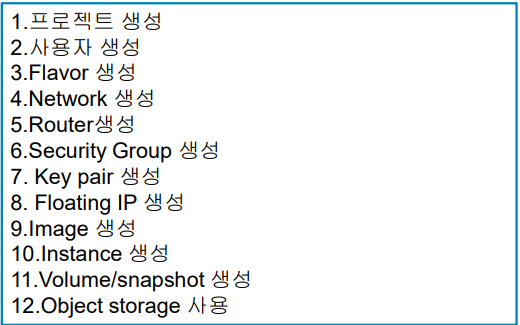 1.프로젝트 생성
2.사용자 생성
3.Flavor 생성
4.Network 생성
5.Router생성
6.Security Group 생성
7. Key pair 생성
8. Floating IP 생성
9.Image 생성
10.Instance 생성
11.Volume/snapshot 생성
12.Object storage 사용